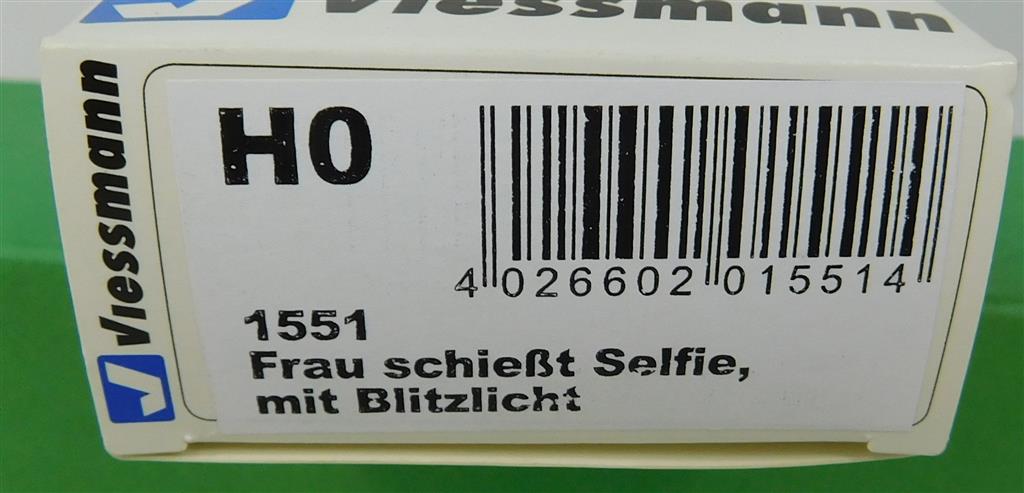 Viessmann
Viessmann
H0
4 026602 015514
1551
Frau schießt Selfie,
mit Blitzlicht